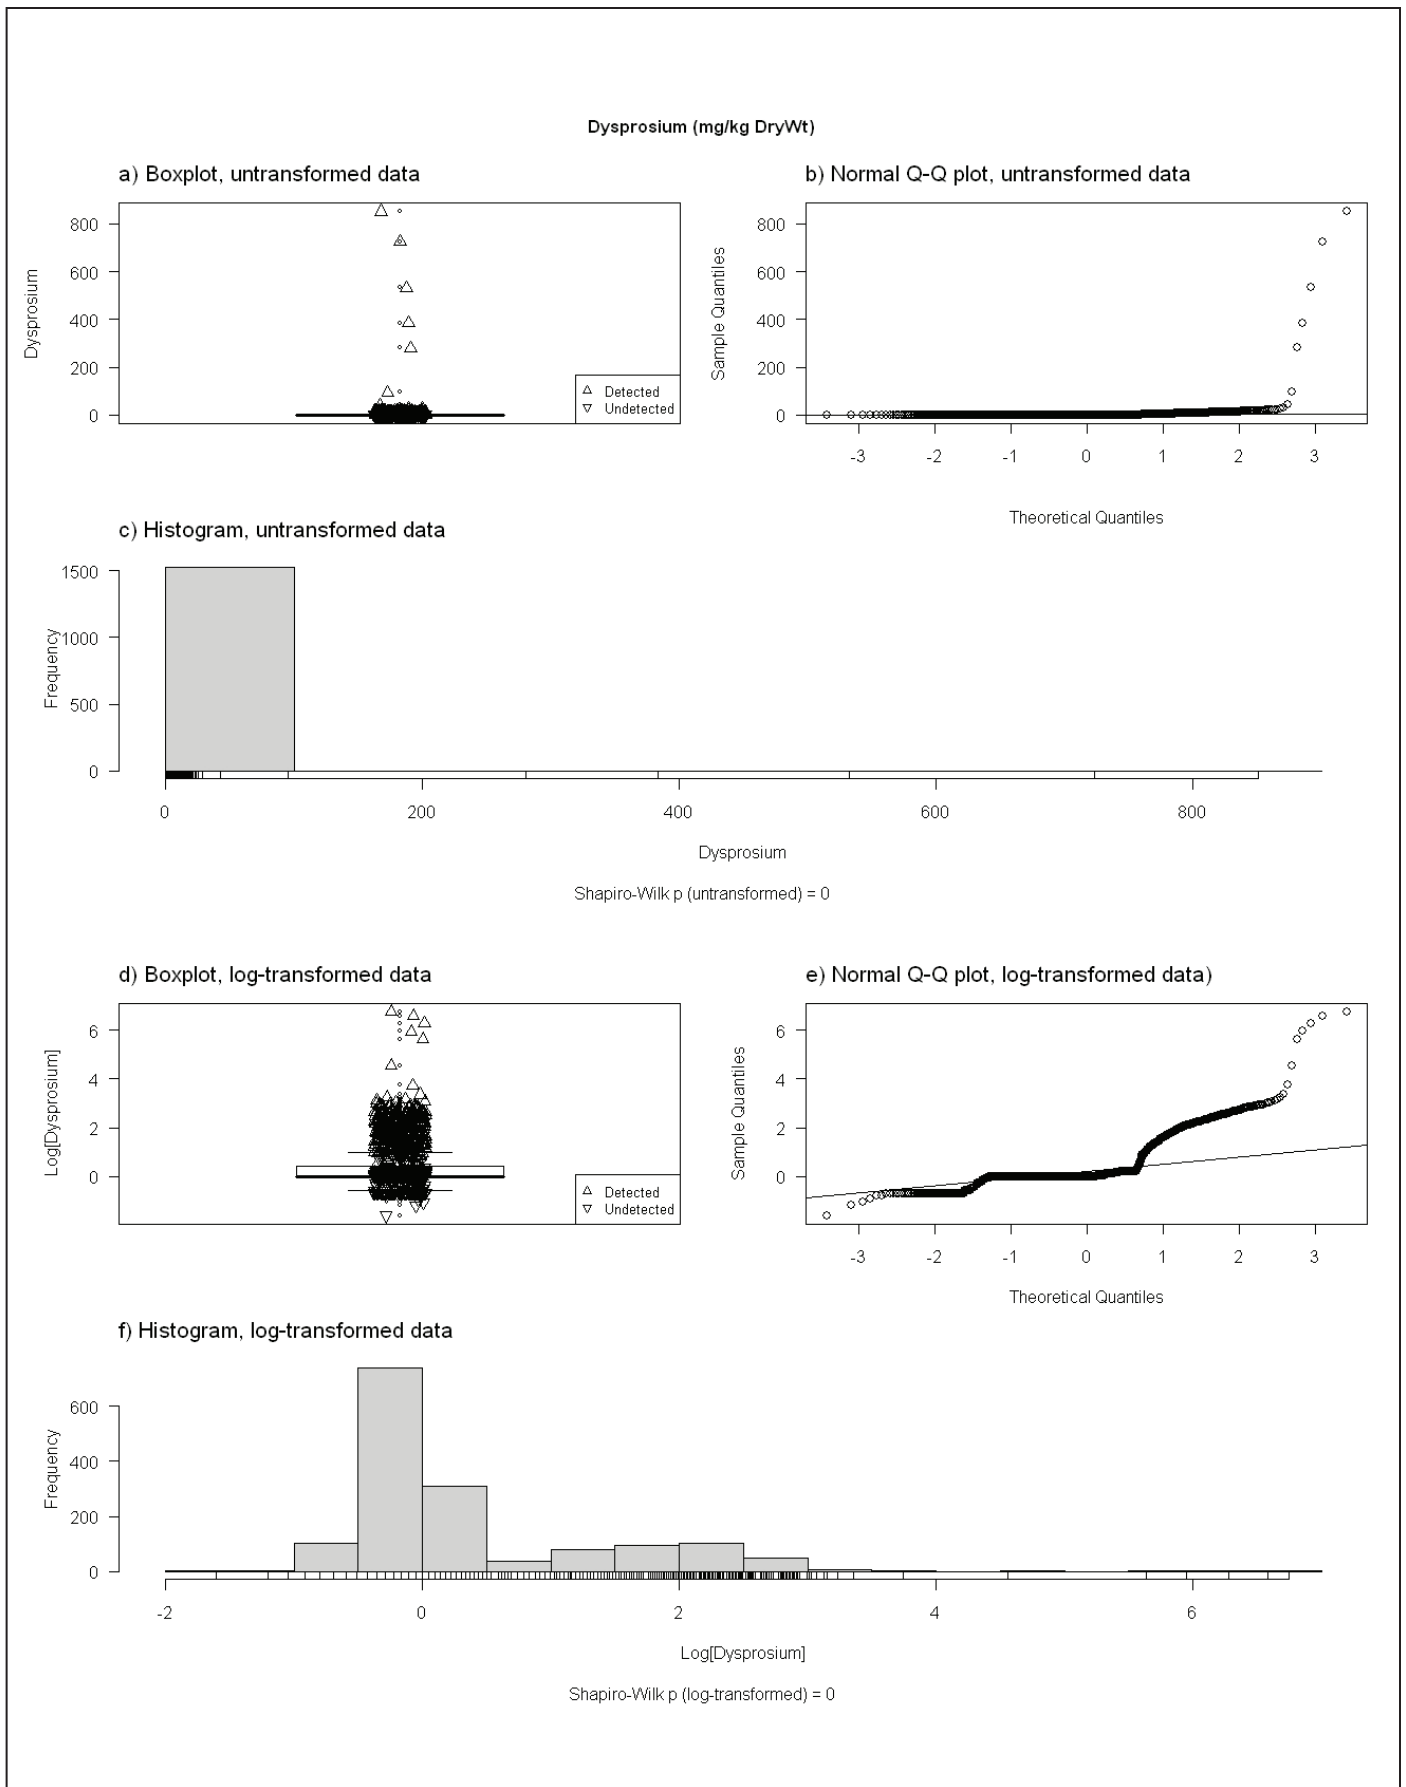 Dysprosium (mg/kg DryWt)
a) Boxplot, untransformed data
800
600
400
200
0
Dysprosium
Detected
Undetected
b) Normal Q-Q plot, untransformed data
800
600
400
200
0
Sample Quantiles
-3 -2 -1 0 1 2 3
Theoretical Quantiles
c) Histogram, untransformed data
1500
1000
500
0
Frequency
0 200 400 600 800
Dysprosium
Shapiro-Wilk p (untransformed) = 0
d) Boxplot, log-transformed data
6
4
2
0
Log[Dysprosium]
Detected
Undetected
e) Normal Q-Q plot, log-transformed data)
6
4
2
0
Sample Quantiles
-3 -2 -1 0 1 2 3
Theoretical Quantiles
f) Histogram, log-transformed data
600
400
200
0
Frequency
-2 0 2 4 6
Log[Dysprosium]
Shapiro-Wilk p (log-transformed) = 0